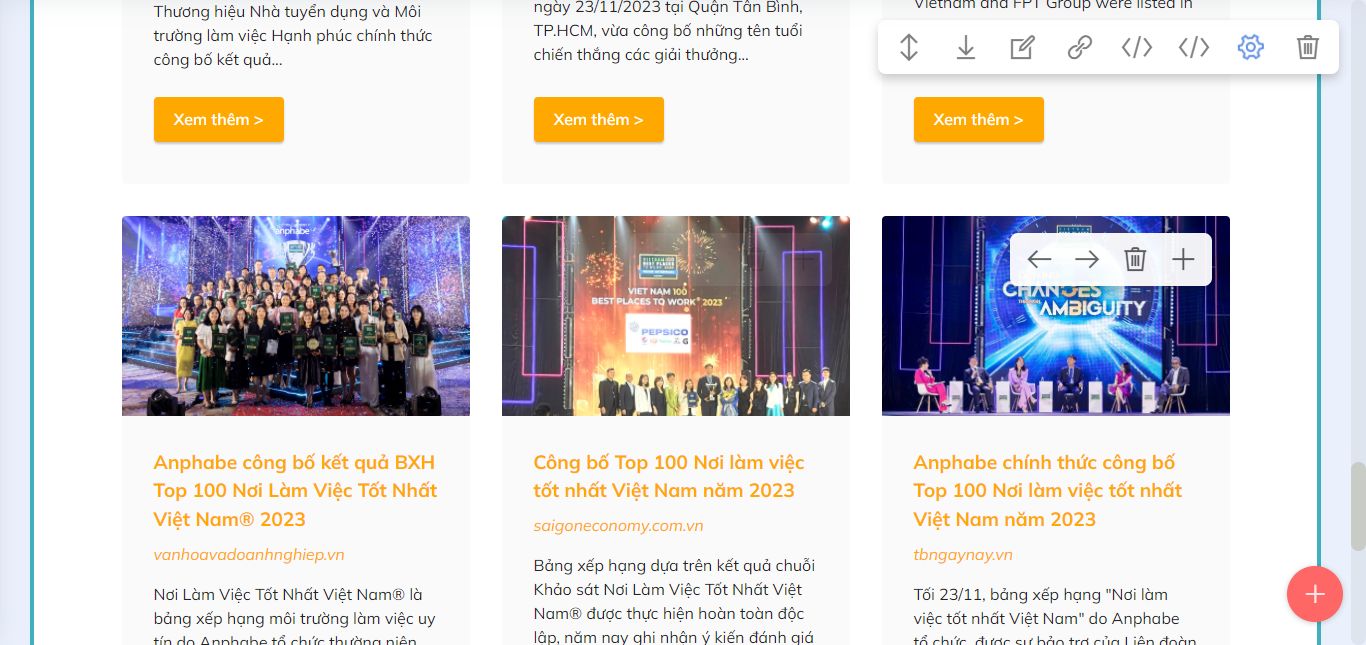 Thương hiệu Nhà tuyển dụng và Môi
trường làm việc Hạnh phúc chính thức
công bố kết quả...
Xem thêm >
ngày 23/11/2023 tại Quận Tân Bình,
TP.HCM, vừa công bố những tên tuổi
chiến thắng các giải thưởng...
Xem thêm >
Vietnam and FPT Group were listed in
Xem thêm >
anphabe
Anphabe công bố kết quả BXH
Top 100 Nơi Làm Việc Tốt Nhất
Việt Nam® 2023
vanhoavadoanhnghiep.vn
Nơi Làm Việc Tốt Nhất Việt Nam® là
bảng xếp hạng môi trường làm việc uy
tín do Anphabe tổ chức thường niên
VIETNAM 100
BEST PLACES
TO WORK
VIET NAM 100
BEST PLACES TO WORK® 2023
PEPSICO
Công bố Top 100 Nơi làm việc
tốt nhất Việt Nam năm 2023
saigoneconomy.com.vn
Bảng xếp hạng dựa trên kết quả chuỗi
Khảo sát Nơi Làm Việc Tốt Nhất Việt
Nam® được thực hiện hoàn toàn độc
lập, năm nay ghi nhận ý kiến đánh giá
CHANGES
AMBIGUITY
Anphabe chính thức công bố
Top 100 Nơi làm việc tốt nhất
Việt Nam năm 2023
tbngaynay.vn
Tối 23/11, bảng xếp hạng "Nơi làm
việc tốt nhất Việt Nam" do Anphabe
tổ chức, được sự bảo trợ của Liên đoàn